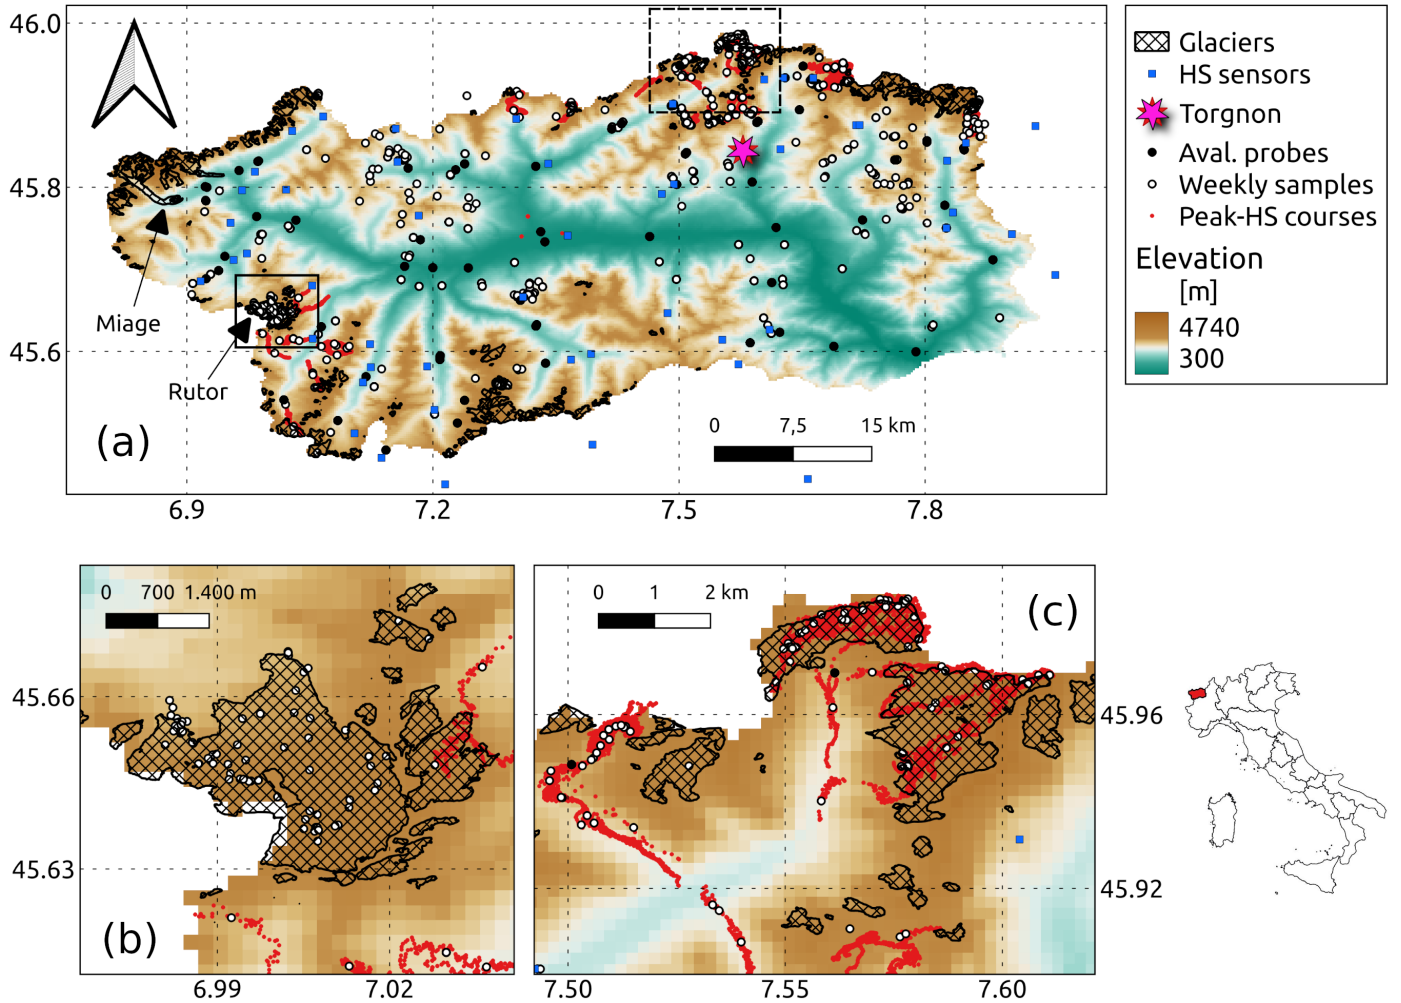 46.0
45.8
45.6
Miage
Rutor
(a)
0 7,5 15 km
6.9 7.2 7.5 7.8
Glaciers
HS sensors
Torgnon
Aval. probes
Weekly samples
Peak-HS courses
Elevation
[m]
4740
300
0 700 1.400 m
45.66
45.63
(b)
6.99 7.02
0 1 2 km
(c)
45.96
45.92
7.50 7.55 7.60